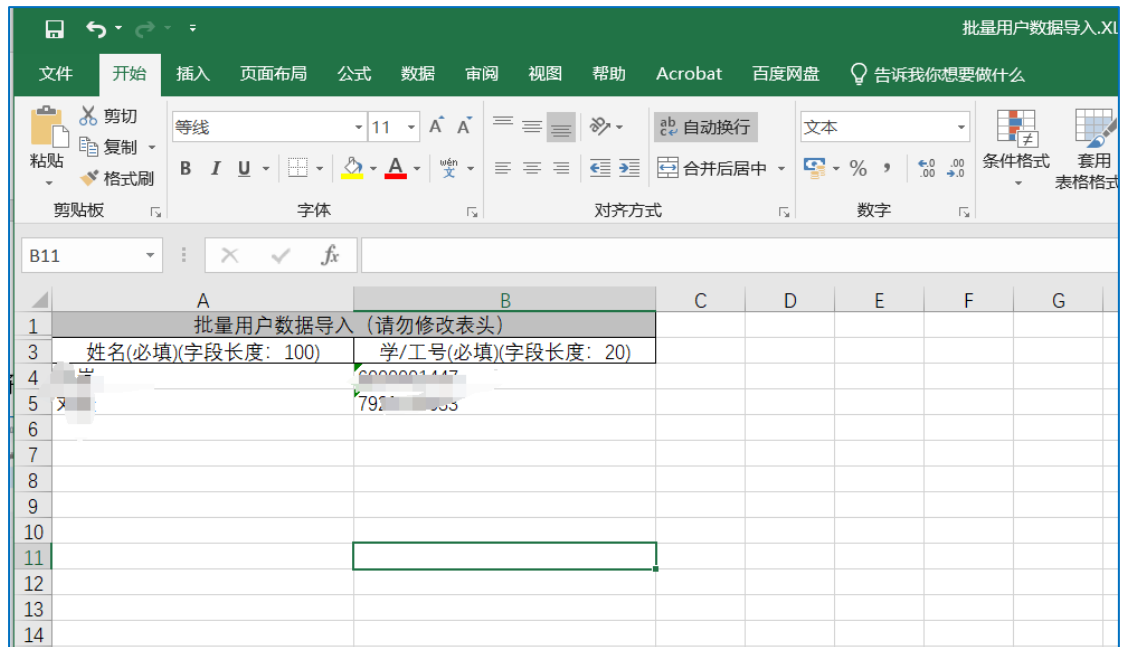 批量用户数据导入.XL
文件 开始 插入 页面布局 公式 数据 审阅 视图 帮助 Acrobat 百度网盘 告诉我你想要做什么
剪切
复制
格式刷
粘贴
剪贴板
等线 11 A A
B I U A wén 文
字体
ab 自动换行
合并后居中
对齐方式
文本
% , .0 .00 .00 .0
数字
条件格式
套用
表格格式
B11 fx
A B C D E F G
1 批量用户数据导入（请勿修改表头）
3 姓名(必填)(字段长度：100) 学/工号(必填)(字段长度：20)
4
5
6
7
8
9
10
11
12
13
14